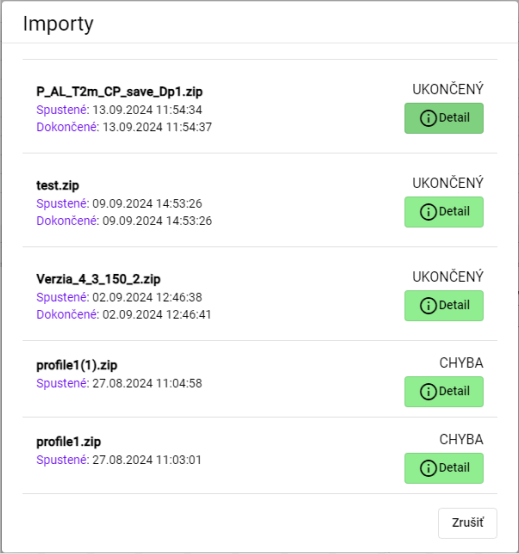 Importy
P_AL_T2m_CP_save_Dp1.zip
UKONČENÝ
Spustené: 13.09.2024 11:54:34
Dokončené: 13.09.2024 11:54:37
Detail
test.zip
UKONČENÝ
Spustené: 09.09.2024 14:53:26
Dokončené: 09.09.2024 14:53:26
Detail
Verzia_4_3_150_2.zip
UKONČENÝ
Spustené: 02.09.2024 12:46:38
Dokončené: 02.09.2024 12:46:41
Detail
profile1(1).zip
CHYBA
Spustené: 27.08.2024 11:04:58
Detail
profile1.zip
CHYBA
Spustené: 27.08.2024 11:03:01
Detail
Zrušiť